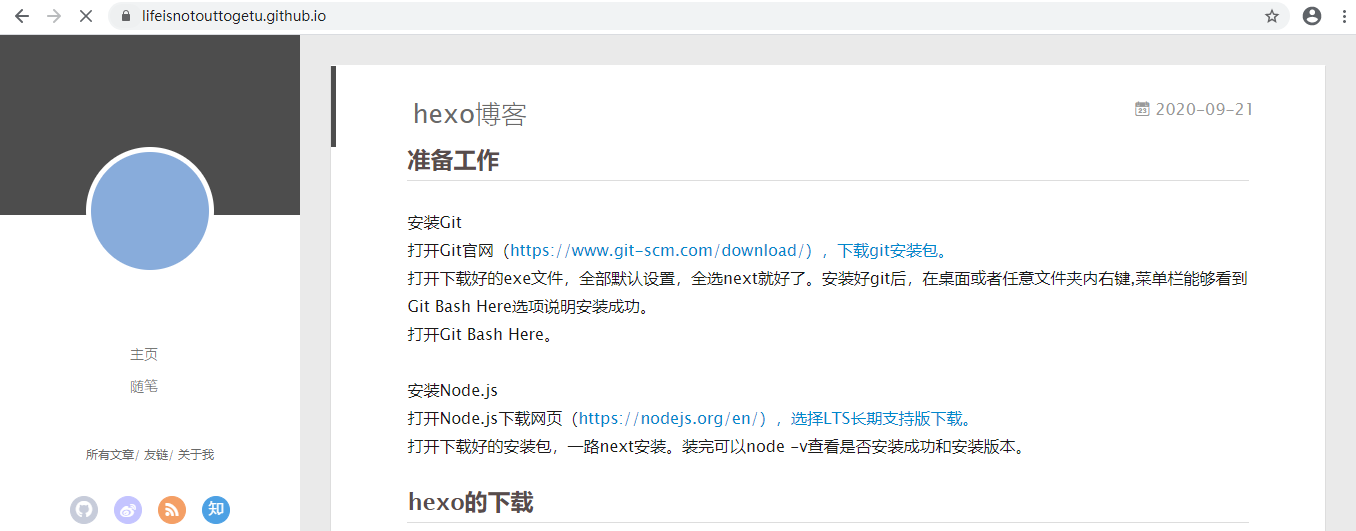 lifeisnotouttogetu.github.io
hexo博客
2020-09-21
准备工作
安装Git
打开Git官网（https://www.git-scm.com/download/），下载git安装包。
打开下载好的exe文件，全部默认设置，全选next就好了。安装好git后，在桌面或者任意文件夹内右键,菜单栏能够看到
Git Bash Here选项说明安装成功。
打开Git Bash Here。
安装Node.js
打开Node.js下载网页（https://nodejs.org/en/），选择LTS长期支持版下载。
打开下载好的安装包，一路next安装。装完可以node -v查看是否安装成功和安装版本。
hexo的下载
主页
随笔
所有文章/ 友链/ 关于我
知